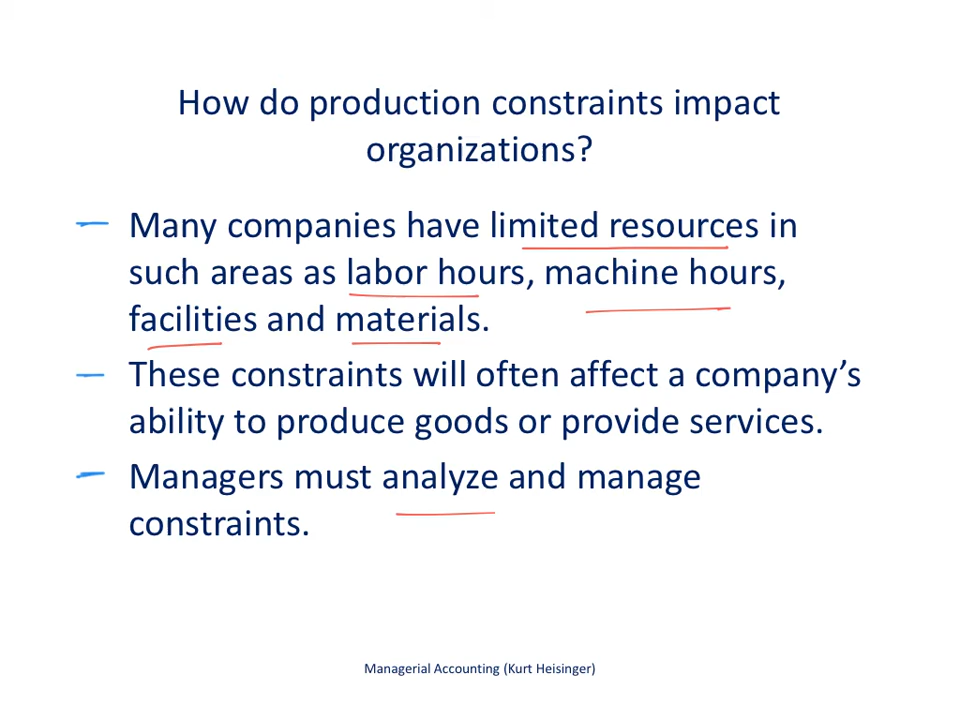 How do production constraints impact
organizations?
Many companies have limited resources in
such areas as labor hours, machine hours,
facilities and materials.
These constraints will often affect a company’s
ability to produce goods or provide services.
Managers must analyze and manage
constraints.
Managerial Accounting (Kurt Heisinger)